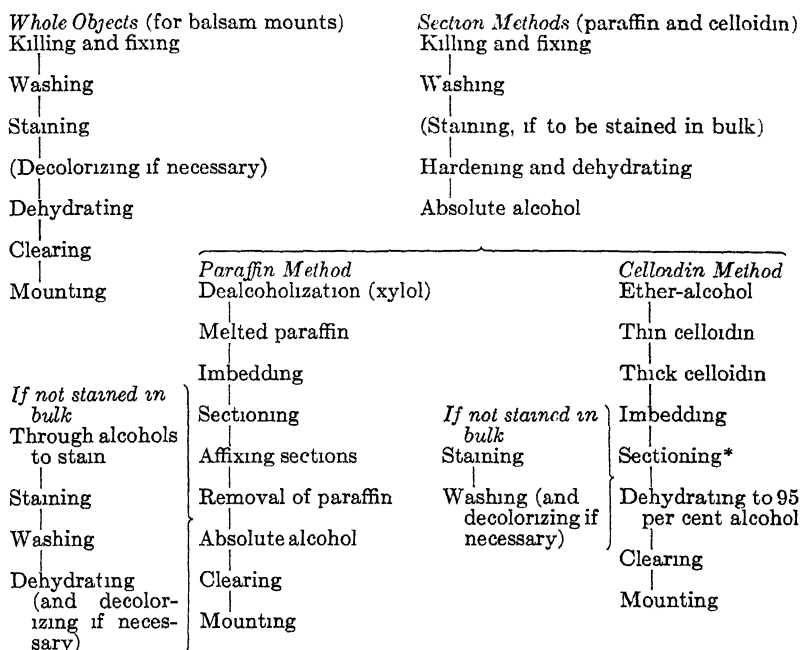 Whole Objects (for balsam mounts)
Killing and fixing
Washing
Staining
(Decolorizing if necessary)
Dehydrating
Clearing
Mounting
Section Methods (paraffin and celloidin)
Killing and fixing
Washing
(Staining, if to be stained in bulk)
Hardening and dehydrating
Absolute alcohol
Paraffin Method
Dealcoholization (xylol)
Melted paraffin
Imbedding
Sectioning
Affixing sections
Removal of paraffin
Absolute alcohol
Clearing
Mounting
If not stained in
bulk
Through alcohols
to stain
Staining
Washing
Dehydrating
(and decolor-
izing if neces-
sary)
Celloidin Method
Ether-alcohol
Thin celloidin
Thick celloidin
Imbedding
Sectioning*
Dehydrating to 95
per cent alcohol
Clearing
Mounting
If not stained in
bulk
Staining
Washing (and
decolorizing if
necessary)